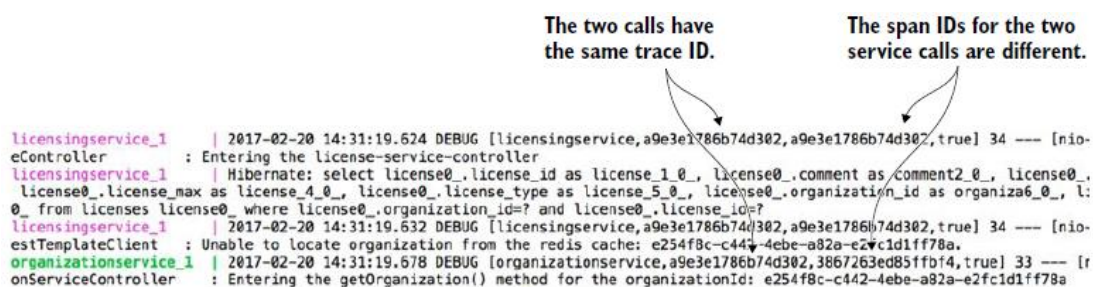 The two calls have
the same trace ID.
The span IDs for the two
service calls are different.
licensingservice_1 | 2017-02-20 14:31:19.624 DEBUG [licensingservice,a9e3e1786b74d302,a9e3e1786b74d302,true] 34 --- [nio-
eController : Entering the license-service-controller
licensingservice_1 | Hibernate: select license0_.license_id as license_1_0_, license0_.comment as comment2_0_, license0_.
license0_.license_max as license_4_0_, license0_.license_type as license_5_0_, license0_.organization_id as organiza6_0_, li
0_ from licenses license0_ where license0_.organization_id=? and license0_.license_id=?
licensingservice_1 | 2017-02-20 14:31:19.632 DEBUG [licensingservice,a9e3e1786b74d302,a9e3e1786b74d302,true] 34 --- [nio-
estTemplateClient : Unable to locate organization from the redis cache: e254f8c-c442-4ebe-a82a-e2fc1d1ff78a.
organizationservice_1 | 2017-02-20 14:31:19.678 DEBUG [organizationservice,a9e3e1786b74d302,3867263ed85ffbf4,true] 33 --- [r
onServiceController : Entering the getOrganization() method for the organizationId: e254f8c-c442-4ebe-a82a-e2fc1d1ff78a